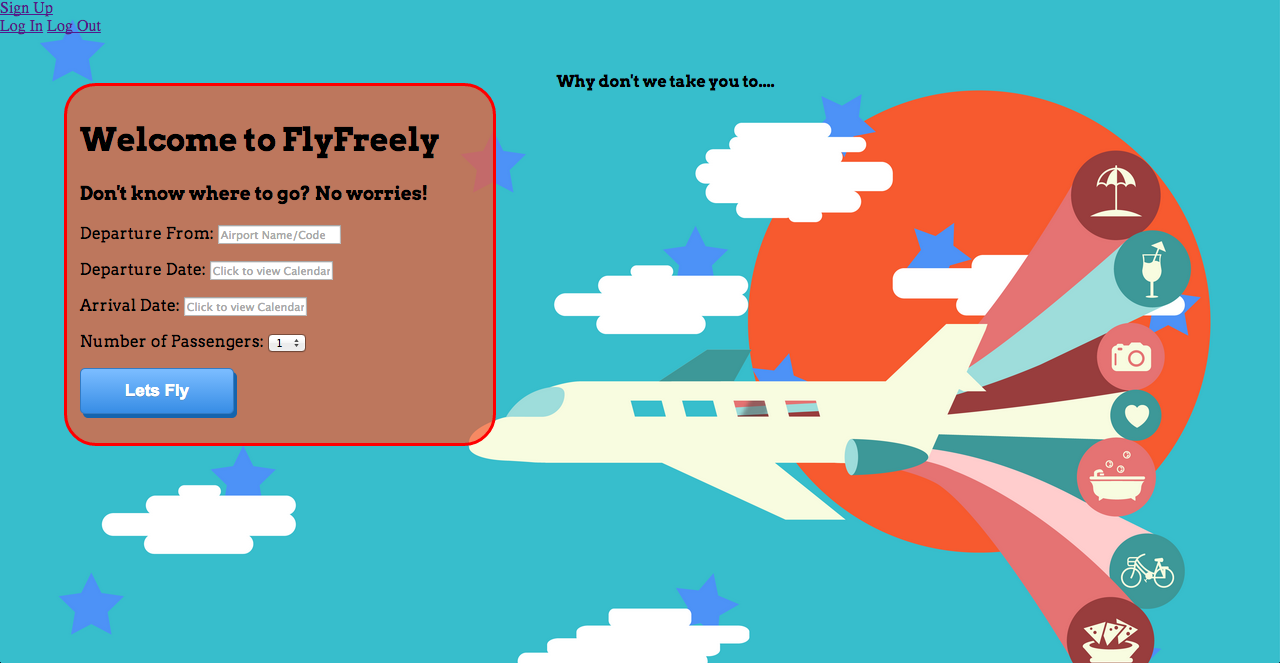 Sign Up
Log In Log Out
Why don't we take you to....
Welcome to FlyFreely
Don't know where to go? No worries!
Departure From: Airport Name/Code
Departure Date: Click to view Calendar
Arrival Date: Click to view Calendar
Number of Passengers: 1
Lets Fly